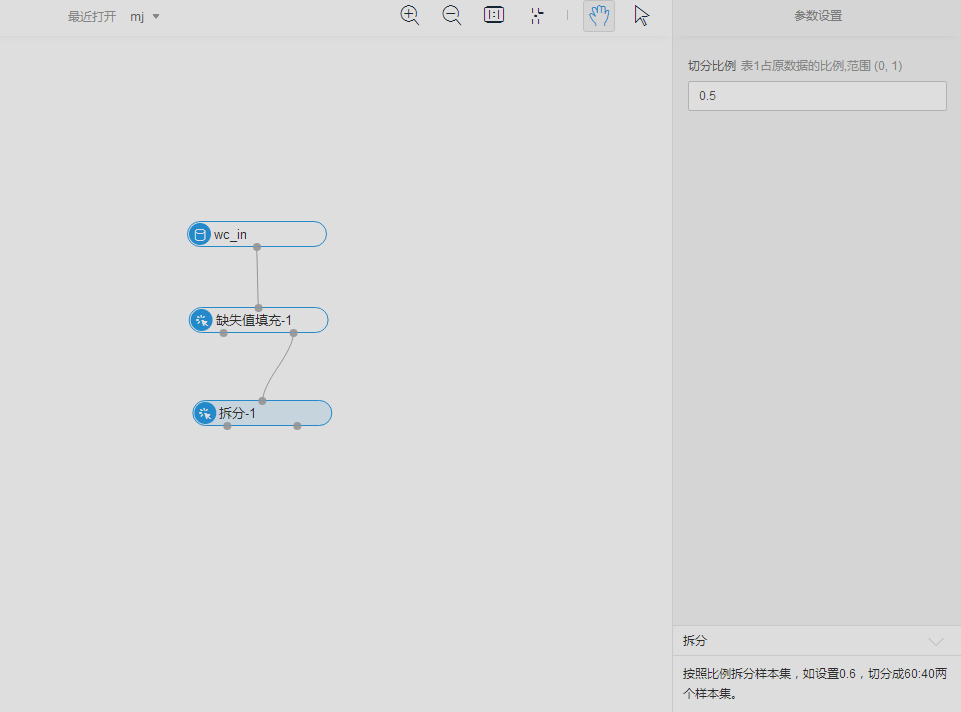 最近打开 mj
参数设置
切分比例 表1占原数据的比例,范围 (0, 1)
0.5
wc_in
缺失值填充-1
拆分-1
拆分
按照比例拆分样本集，如设置0.6，切分成60:40两
个样本集。